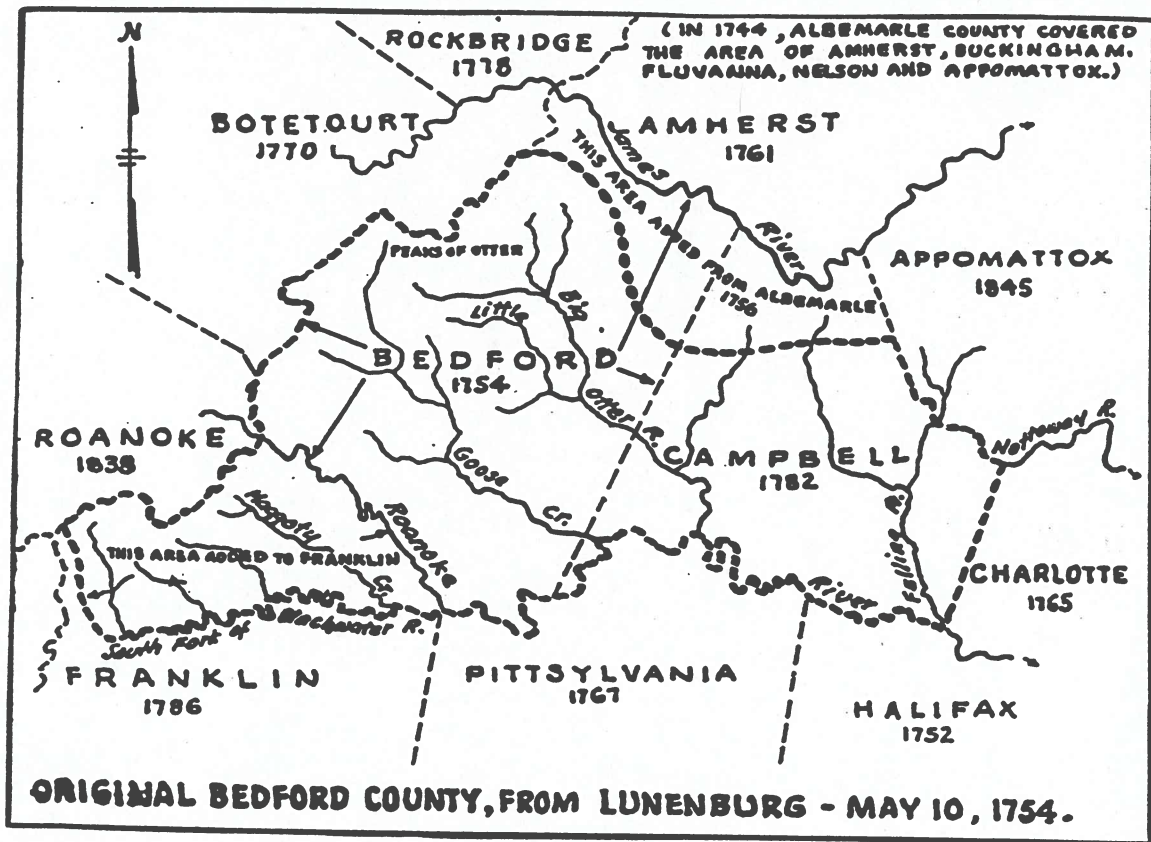 N
ROCKBRIDGE
1778
(IN 1744, ALBEMARLE COUNTY COVERED
THE AREA OF AMHERST, BUCKINGHAM.
FLUVANNA, NELSON AND APPOMATTOX.)
BOTETOURT
1770
AMHERST
1761
James
River
THIS AREA ADDED FROM ALBEMARLE
1756
APPOMATTOX
1845
PEAKS OF OTTER
Little
Big
BEDFORD
1754
Otter R.
ROANOKE
1838
Goose
Cr.
CAMPBELL
1782
Nottoway R.
Falling R.
Roanoke
River
Cr.
THIS AREA ADDED TO FRANKLIN
South Fort of
Blackwater R.
CHARLOTTE
1765
FRANKLIN
1786
PITTSYLVANIA
1767
HALIFAX
1752
ORIGINAL BEDFORD COUNTY, FROM LUNENBURG - MAY 10, 1754.